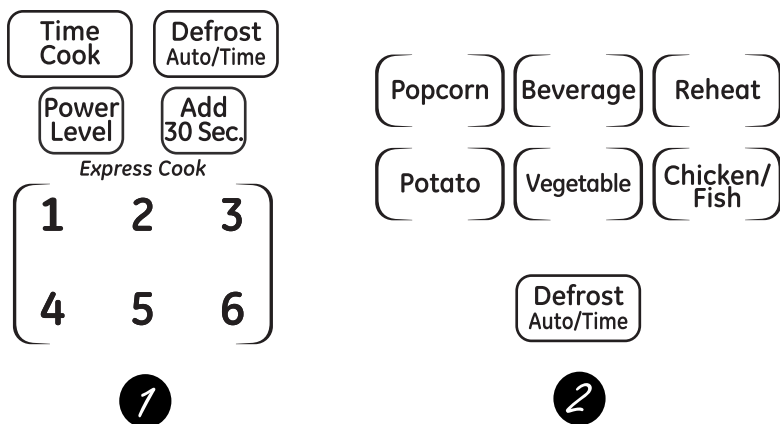 Time
Cook
Defrost
Auto/Time
Power
Level
Add
30 Sec.
Express Cook
1 2 3
4 5 6
1
Popcorn Beverage Reheat
Potato Vegetable Chicken/
Fish
Defrost
Auto/Time
2